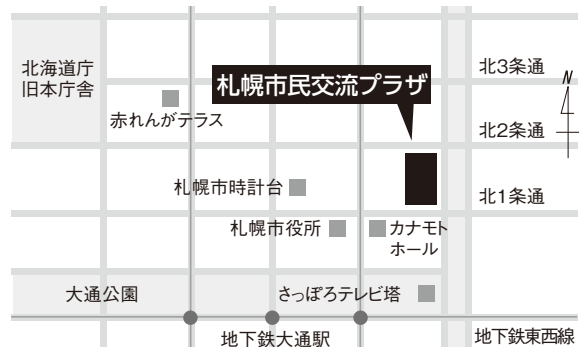 北海道庁
旧本庁舎
札幌市民交流プラザ
北3条通
N
赤れんがテラス
北2条通
札幌市時計台
北1条通
札幌市役所
カナモト
ホール
大通公園
さっぽろテレビ塔
地下鉄大通駅
地下鉄東西線